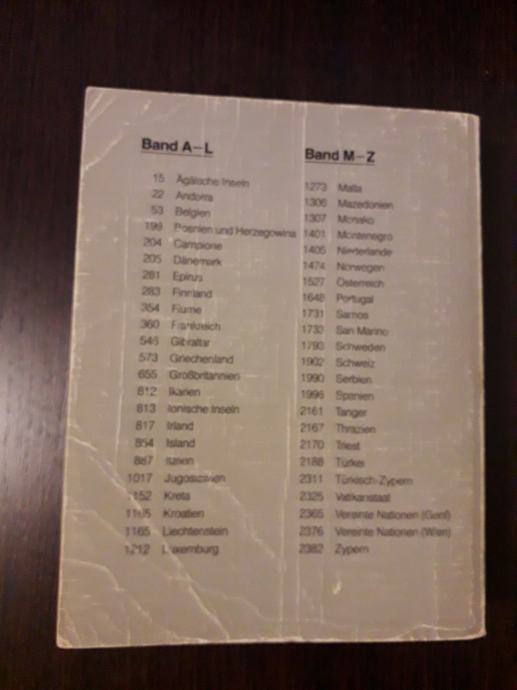 Band A–L
15 Ägäische Inseln
22 Andorra
53 Belgien
199 Bosnien und Herzegowina
204 Campione
205 Dänemark
281 Epirus
283 Finnland
354 Fiume
360 Frankreich
546 Gibraltar
573 Griechenland
655 Großbritannien
812 Ikarien
813 Ionische Inseln
817 Irland
854 Island
887 Italien
1017 Jugoslawien
1152 Kreta
Kroatien
1165 Liechtenstein
1212 Luxemburg
Band M–Z
1273 Malta
1306 Mazedonien
1307 Monako
1401 Montenegro
1405 Niederlande
1474 Norwegen
1527 Österreich
1648 Portugal
1731 Samos
1732 San Marino
1793 Schweden
1902 Schweiz
1990 Serbien
1996 Spanien
2161 Tanger
2167 Thrazien
2170 Triest
2188 Türkei
2311 Türkisch-Zypern
2325 Vatikanstaat
2365 Vereinte Nationen (Genf)
2376 Vereinte Nationen (Wien)
2382 Zypern